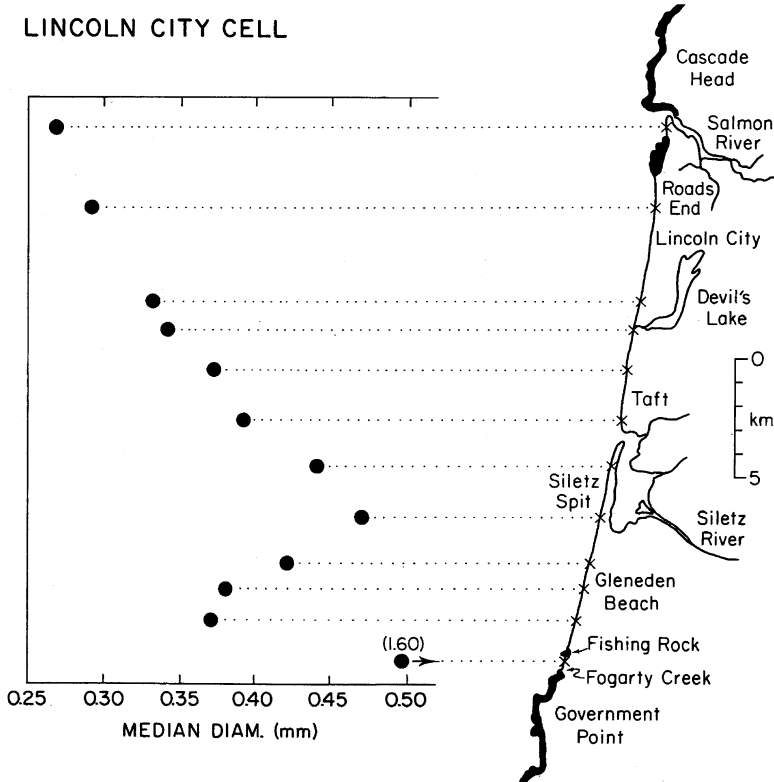 LINCOLN CITY CELL
Cascade
Head
Salmon
River
Roads
End
Lincoln City
Devil's
Lake
0
Taft
km
5
Siletz
Spit
Siletz
River
Gleneden
Beach
(1.60)
Fishing Rock
Fogarty Creek
0.25 0.30 0.35 0.40 0.45 0.50
Government
Point
MEDIAN DIAM. (mm)